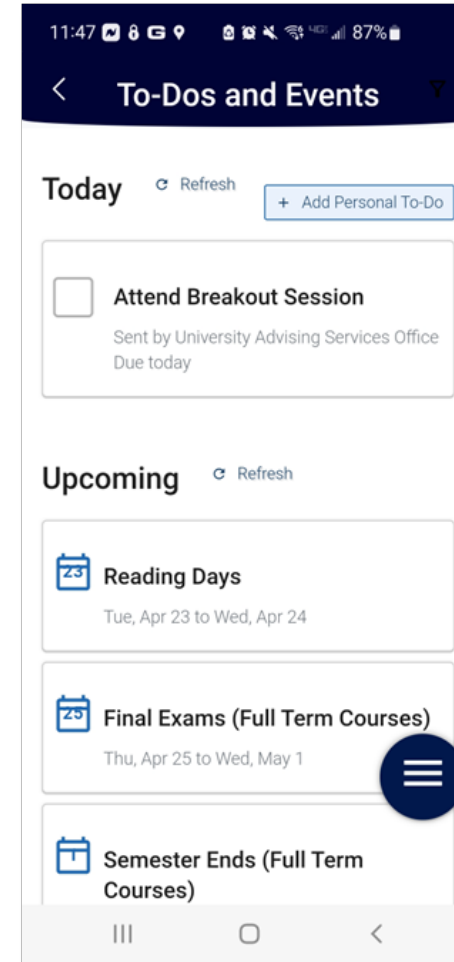 11:47 87%
To-Dos and Events
Today Refresh
+ Add Personal To-Do
Attend Breakout Session
Sent by University Advising Services Office
Due today
Upcoming Refresh
23 Reading Days
Tue, Apr 23 to Wed, Apr 24
25 Final Exams (Full Term Courses)
Thu, Apr 25 to Wed, May 1
1 Semester Ends (Full Term
Courses)